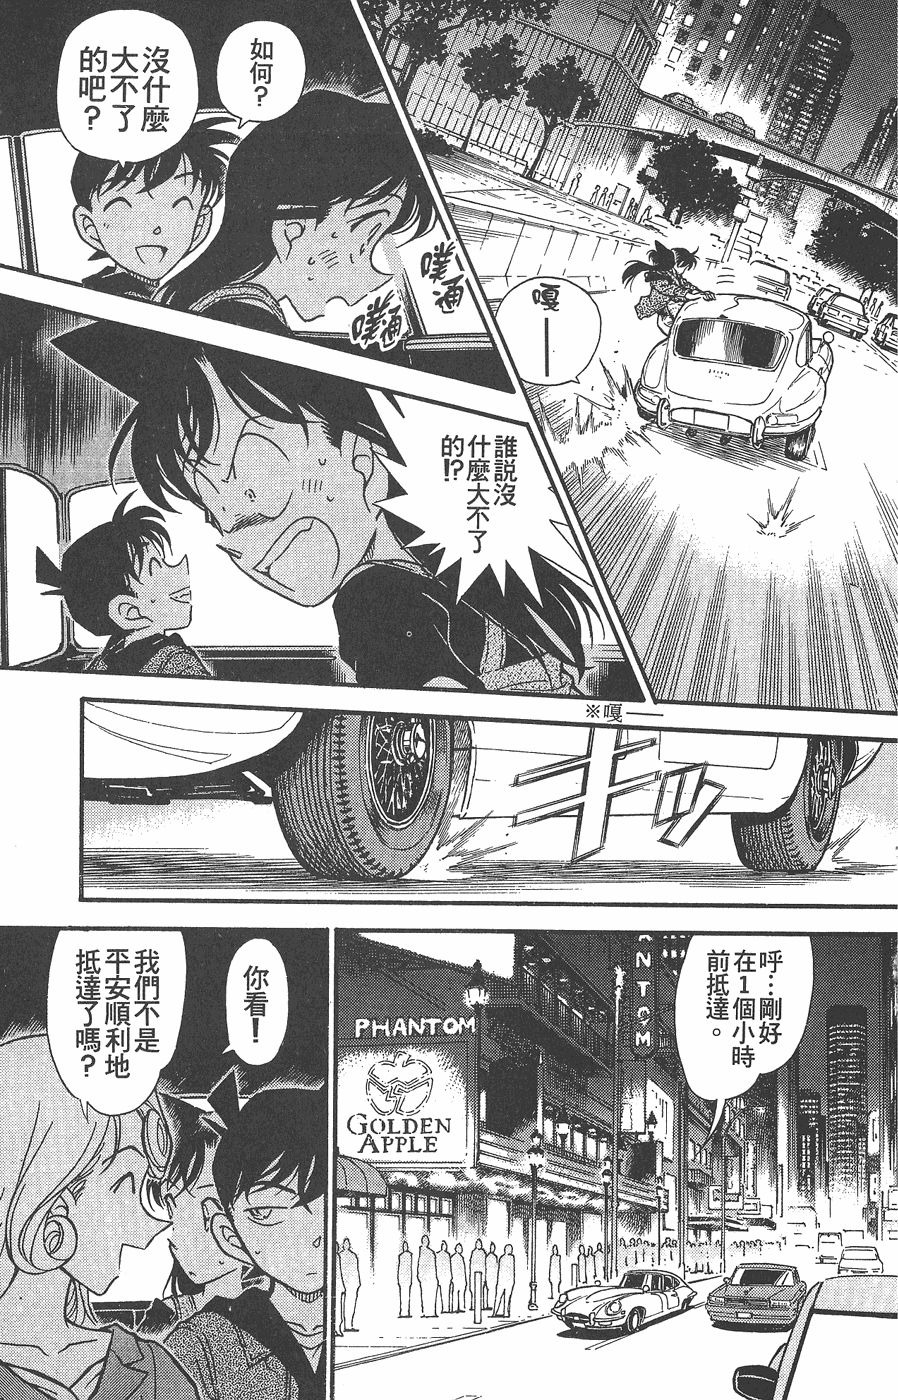 嘎──
如何？
沒什麼
大不了
的吧？
噗通
噗通
誰說沒
什麼大不了
的!?
※嘎──
キキッ
呼…剛好
在1個小時
前抵達。
PHANTOM
PHANTOM
GOLDEN
APPLE
你看！
我們不是
平安順利地
抵達了嗎？